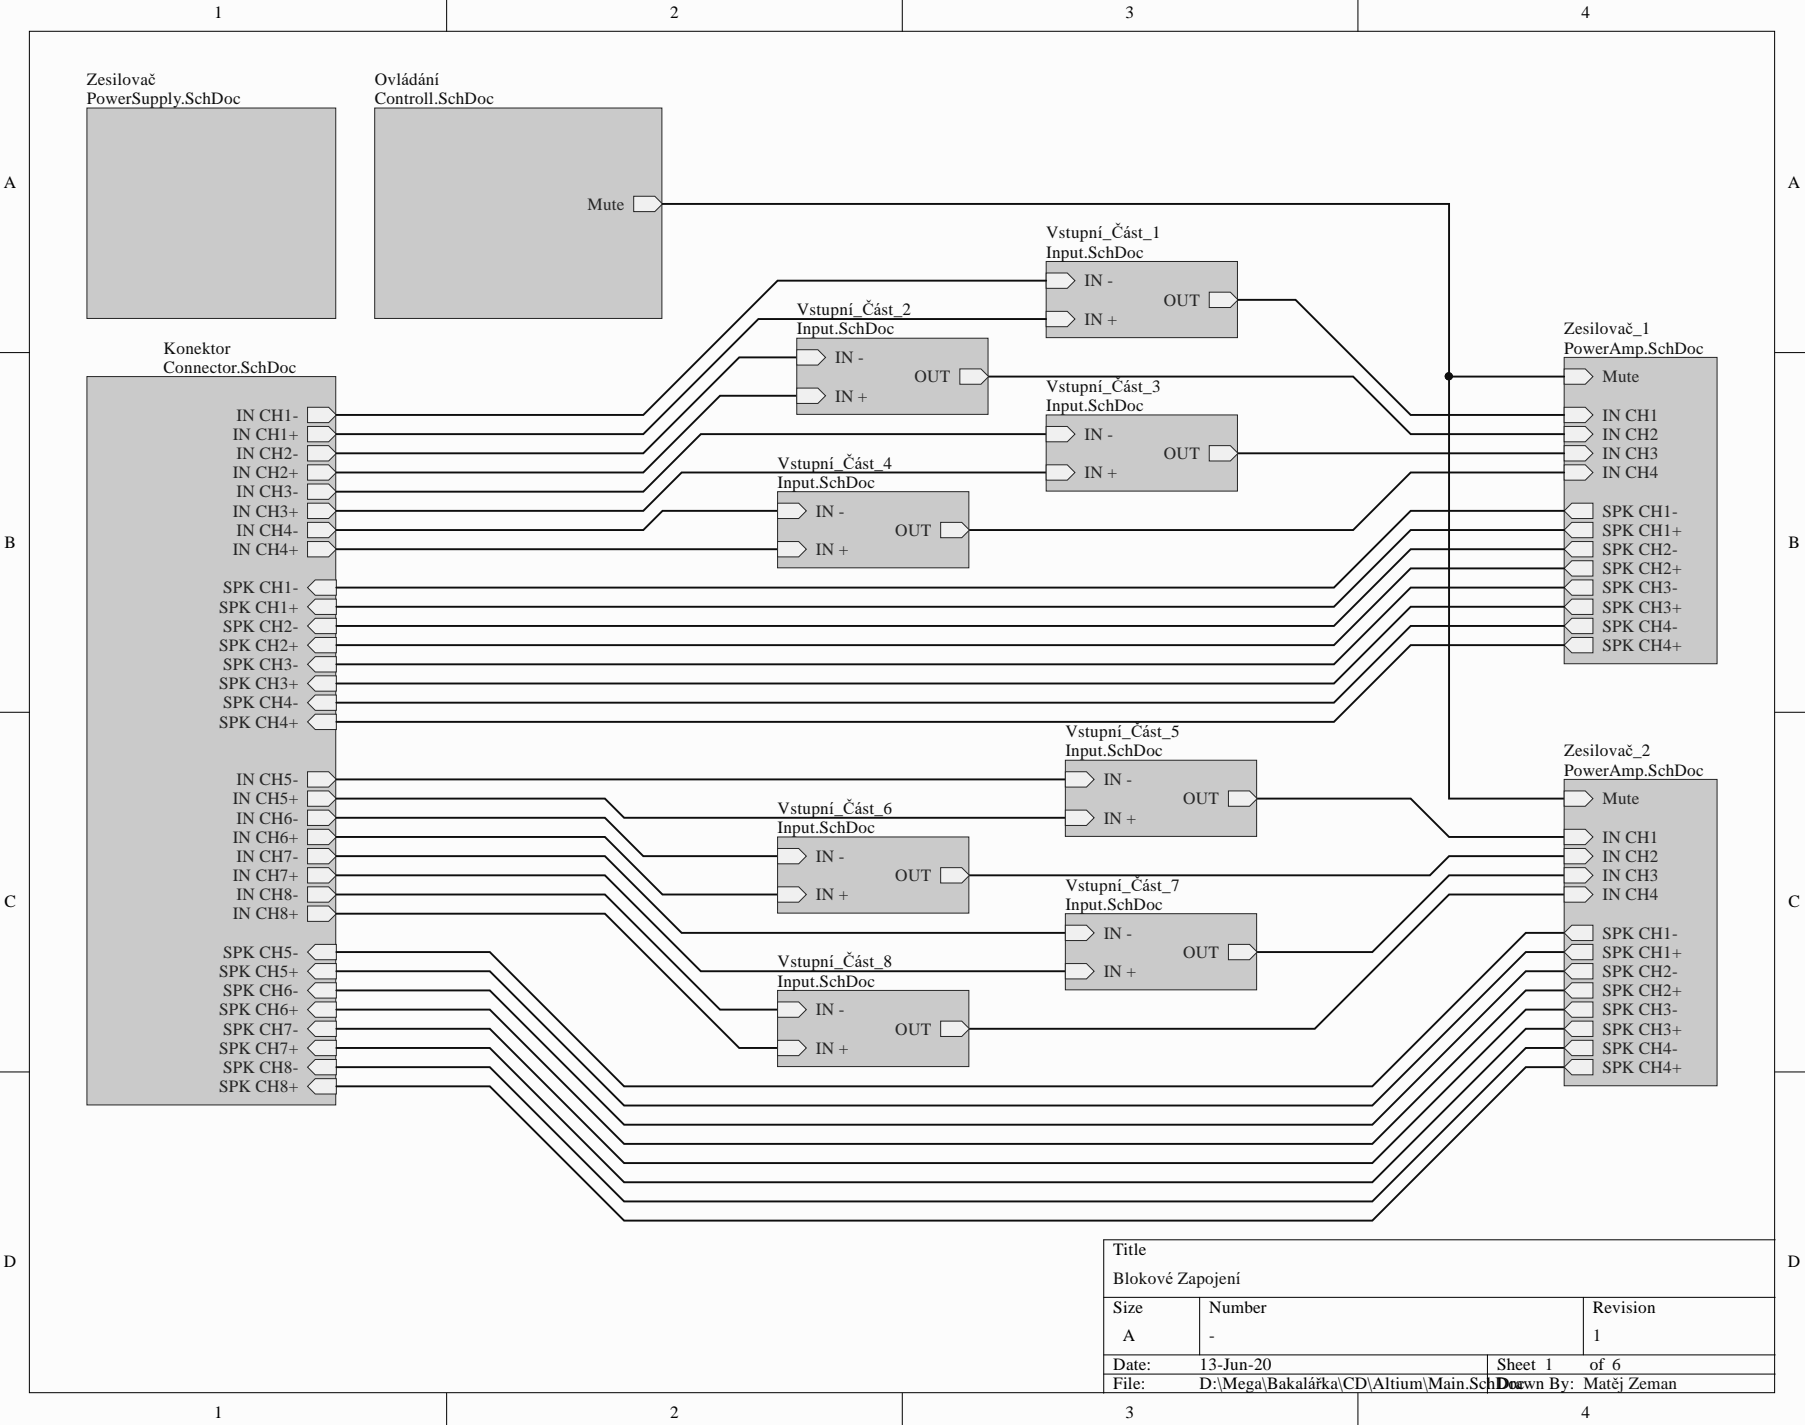 1 2 3 4
Zesilovač
PowerSupply.SchDoc
Ovládání
Controll.SchDoc
A
A
Mute
Vstupní_Část_1
Input.SchDoc
IN -
OUT
IN +
Vstupní_Část_2
Input.SchDoc
IN -
OUT
IN +
Vstupní_Část_3
Input.SchDoc
IN -
OUT
IN +
Vstupní_Část_4
Input.SchDoc
IN -
OUT
IN +
Konektor
Connector.SchDoc
IN CH1-
IN CH1+
IN CH2-
IN CH2+
IN CH3-
IN CH3+
IN CH4-
IN CH4+
SPK CH1-
SPK CH1+
SPK CH2-
SPK CH2+
SPK CH3-
SPK CH3+
SPK CH4-
SPK CH4+
IN CH5-
IN CH5+
IN CH6-
IN CH6+
IN CH7-
IN CH7+
IN CH8-
IN CH8+
SPK CH5-
SPK CH5+
SPK CH6-
SPK CH6+
SPK CH7-
SPK CH7+
SPK CH8-
SPK CH8+
Zesilovač_1
PowerAmp.SchDoc
Mute
IN CH1
IN CH2
IN CH3
IN CH4
SPK CH1-
SPK CH1+
SPK CH2-
SPK CH2+
SPK CH3-
SPK CH3+
SPK CH4-
SPK CH4+
B
B
Vstupní_Část_5
Input.SchDoc
IN -
OUT
IN +
Vstupní_Část_6
Input.SchDoc
IN -
OUT
IN +
Vstupní_Část_7
Input.SchDoc
IN -
OUT
IN +
Vstupní_Část_8
Input.SchDoc
IN -
OUT
IN +
Zesilovač_2
PowerAmp.SchDoc
Mute
IN CH1
IN CH2
IN CH3
IN CH4
SPK CH1-
SPK CH1+
SPK CH2-
SPK CH2+
SPK CH3-
SPK CH3+
SPK CH4-
SPK CH4+
C
C
D
D
Title
Blokové Zapojení
Size Number Revision
A - 1
Date: 13-Jun-20 Sheet 1 of 6
File: D:\Mega\Bakalářka\CD\Altium\Main.SchDoc Drawn By: Matěj Zeman
1 2 3 4